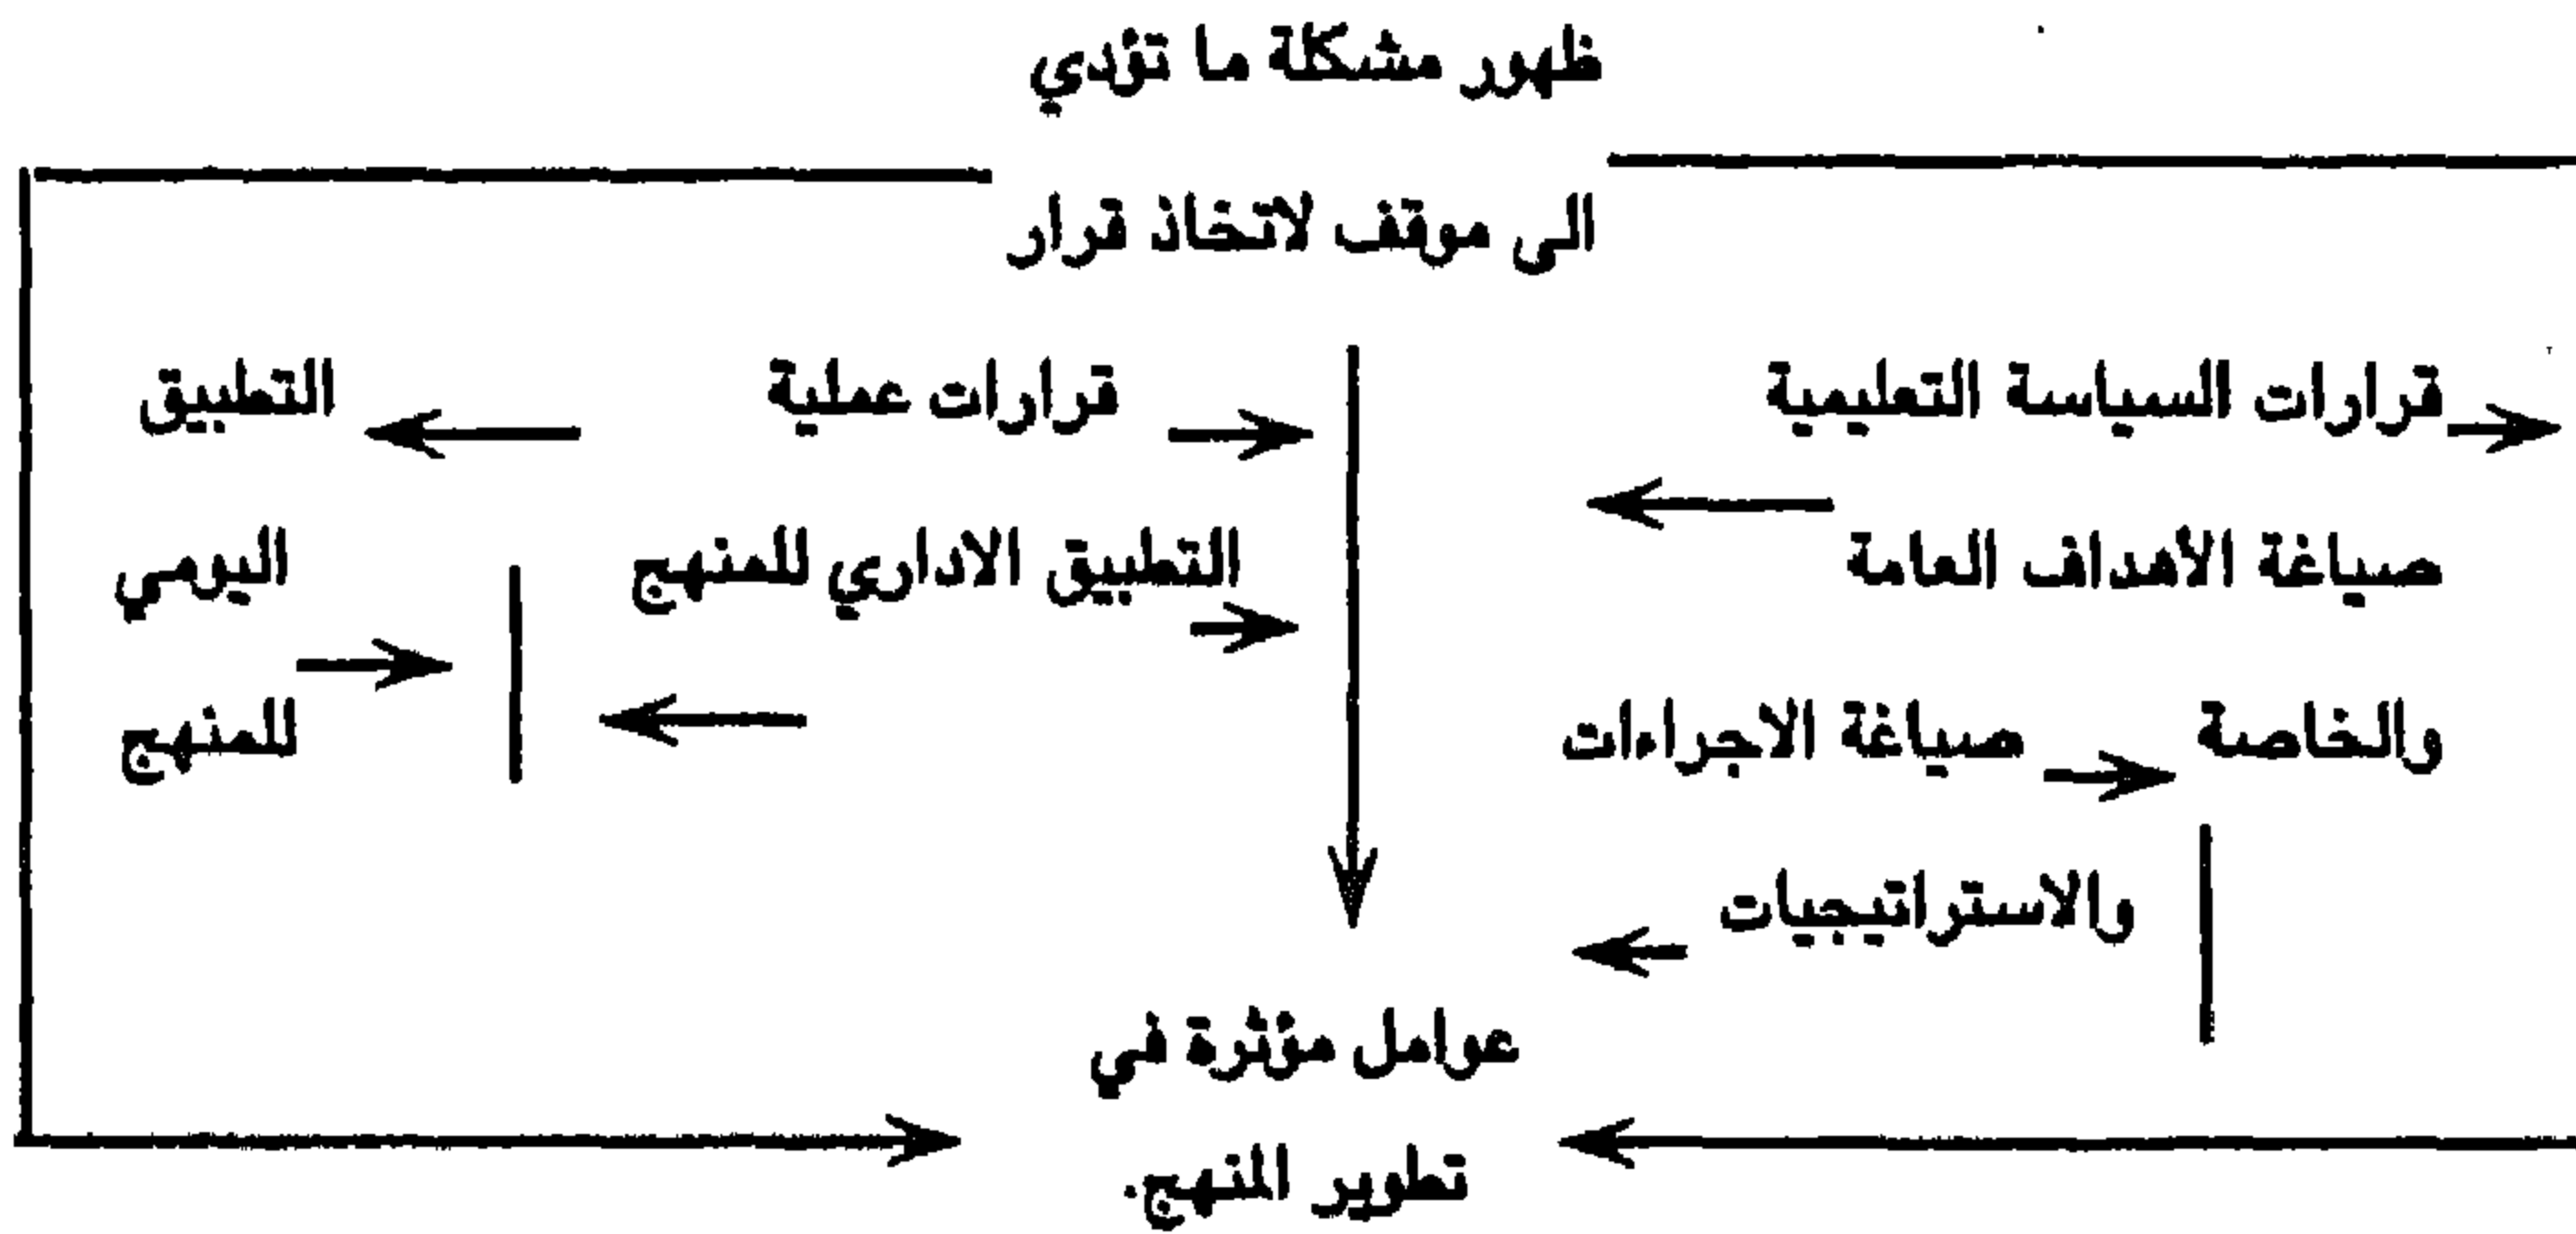 ظهور مشكلة ما تؤدي
الى موقف لاتخاذ قرار
قرارات السياسة التعليمية
صياغة الأهداف العامة
والخاصة
صياغة الاجراءات
والاستراتيجيات
قرارات عملية
التطبيق الاداري للمنهج
التطبيق
اليومي
للمنهج
عوامل مؤثرة في
تطوير المنهج.